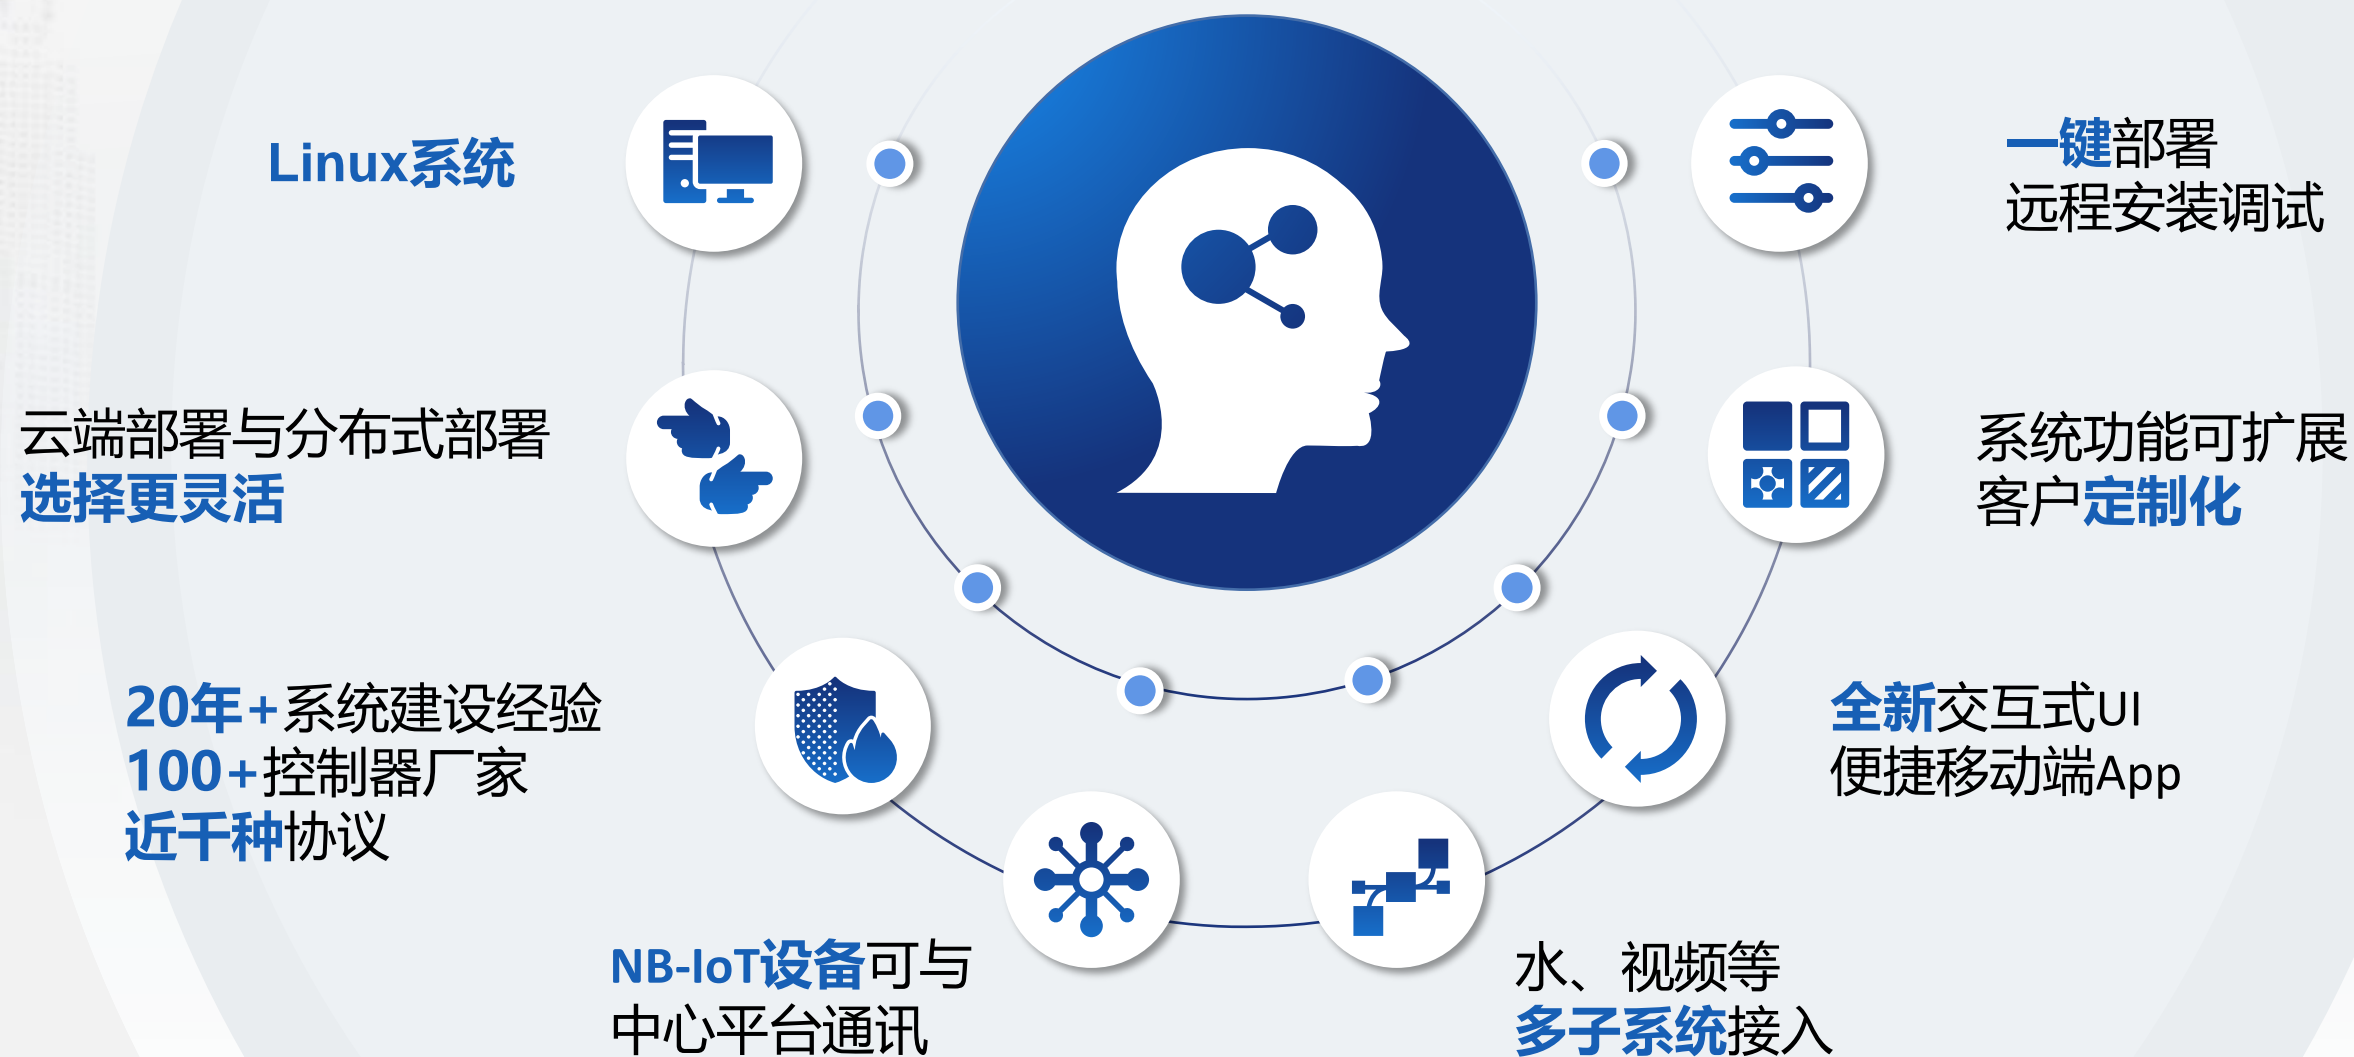 Linux系统
云端部署与分布式部署
选择更灵活
20年+系统建设经验
100+控制器厂家
近千种协议
NB-IoT设备可与
中心平台通讯
水、视频等
多子系统接入
全新交互式UI
便捷移动端App
系统功能可扩展
客户定制化
一键部署
远程安装调试